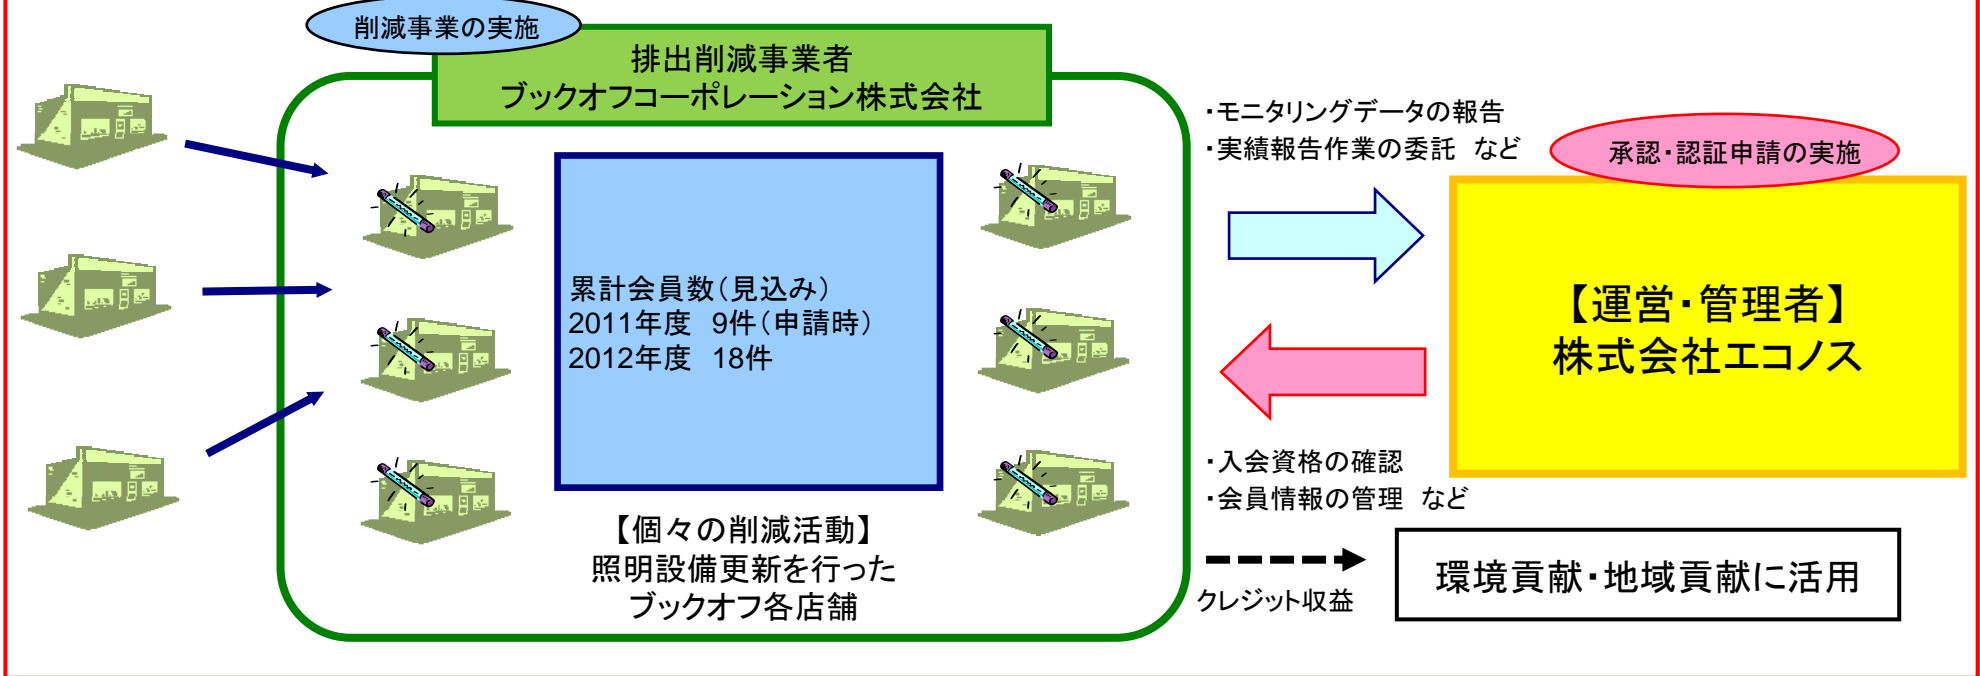 削減事業の実施
排出削減事業者
ブックオフコーポレーション株式会社
・モニタリングデータの報告
・実績報告作業の委託 など
承認・認証申請の実施
累計会員数(見込み)
2011年度 9件(申請時)
2012年度 18件
【運営・管理者】
株式会社エコノス
・入会資格の確認
・会員情報の管理 など
【個々の削減活動】
照明設備更新を行った
ブックオフ各店舗
クレジット収益
環境貢献・地域貢献に活用